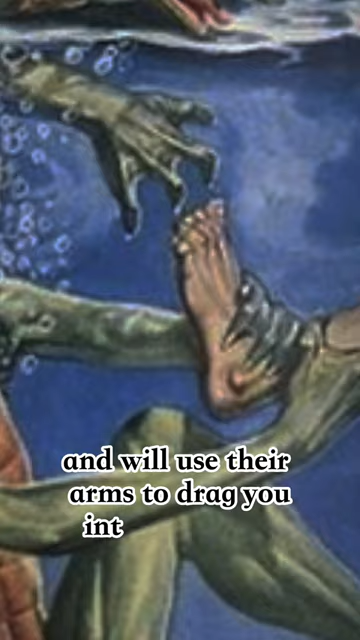 and will use their
arms to drag you
int